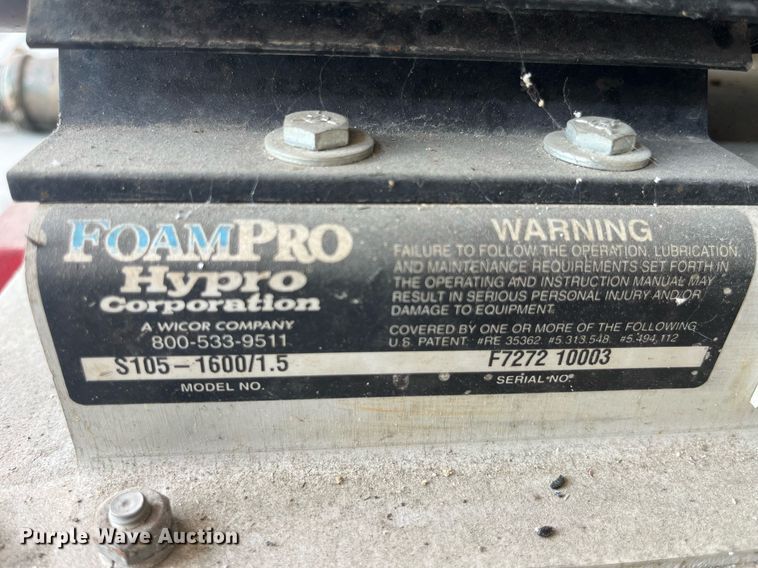 FOAMPRO™
Hypro™
Corporation
A WICOR COMPANY
800-533-9511
S105-1600/1.5
MODEL NO.
WARNING
FAILURE TO FOLLOW THE OPERATION, LUBRICATION,
AND MAINTENANCE REQUIREMENTS SET FORTH IN
THE OPERATING AND INSTRUCTION MANUAL MAY
RESULT IN SERIOUS PERSONAL INJURY AND/OR
DAMAGE TO EQUIPMENT.
COVERED BY ONE OR MORE OF THE FOLLOWING
U.S. PATENT. #RE 35362. #5,313,548. #5,494,112
F7272 10003
SERIAL NO.
Purple Wave Auction